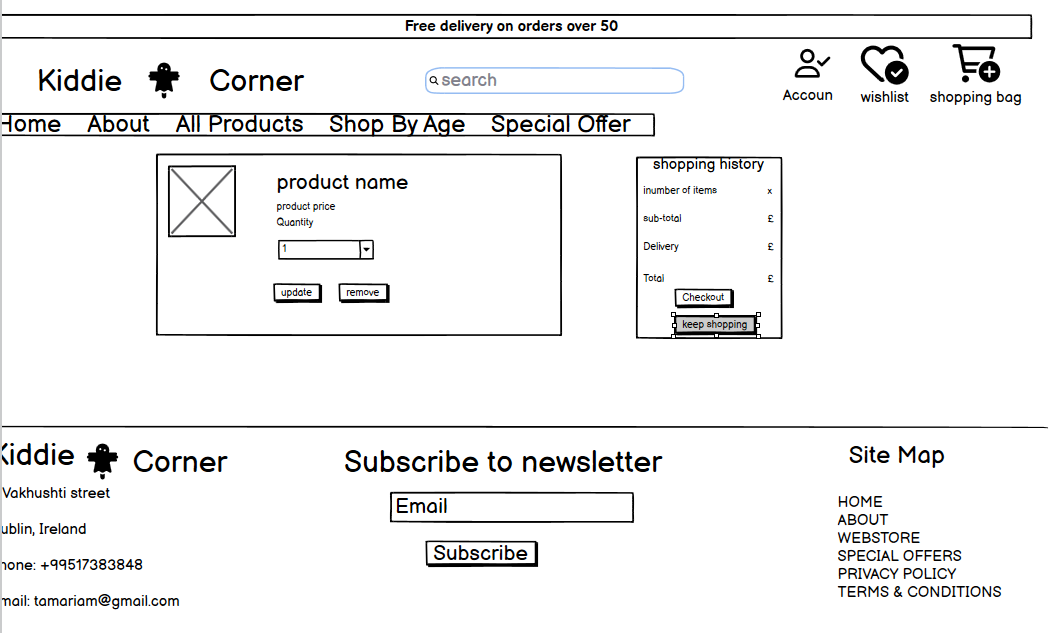 Free delivery on orders over 50
Kiddie Corner
search
Accoun
wishlist
shopping bag
Home About All Products Shop By Age Special Offer
product name
product price
Quantity
1
update remove
shopping history
inumber of items x
sub-total £
Delivery £
Total £
Checkout
keep shopping
Kiddie Corner
Vakhushti street
ublin, Ireland
hone: +99517383848
mail: tamariam@gmail.com
Subscribe to newsletter
Email
Subscribe
Site Map
HOME
ABOUT
WEBSTORE
SPECIAL OFFERS
PRIVACY POLICY
TERMS & CONDITIONS